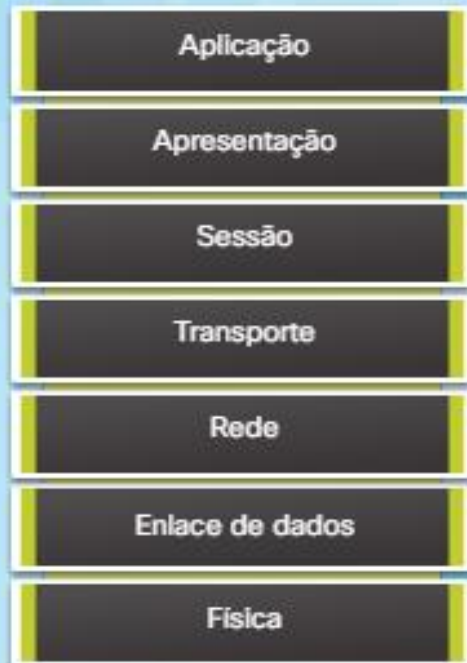 Aplicação
Apresentação
Sessão
Transporte
Rede
Enlace de dados
Física